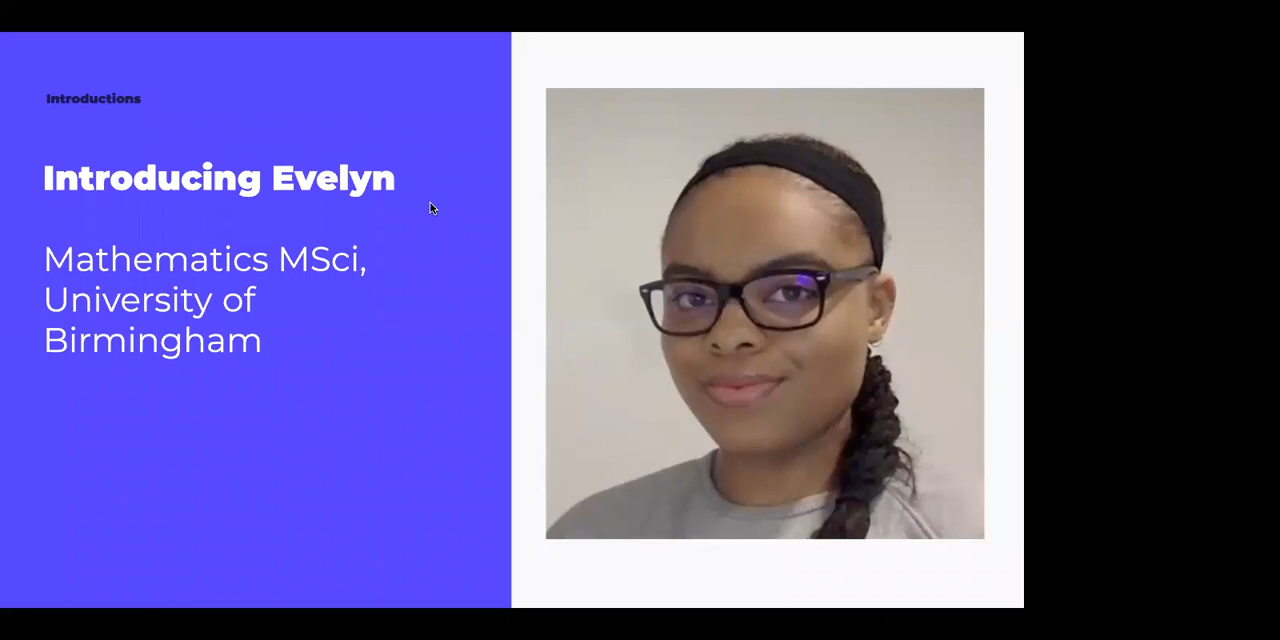 Introductions
Introducing Evelyn
Mathematics MSci,
University of
Birmingham